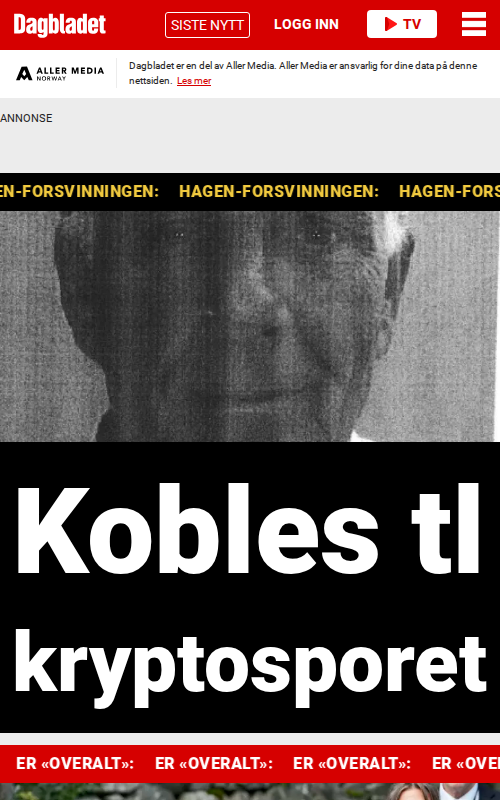 Dagbladet SISTE NYTT LOGG INN TV
ALLER MEDIA
NORWAY
Dagbladet er en del av Aller Media. Aller Media er ansvarlig for dine data på denne
nettsiden. Les mer
ANNONSE
EN-FORSVINNINGEN: HAGEN-FORSVINNINGEN: HAGEN-FORS
Kobles tl
kryptosporet
ER «OVERALT»: ER «OVERALT»: ER «OVERALT»: ER «OVE